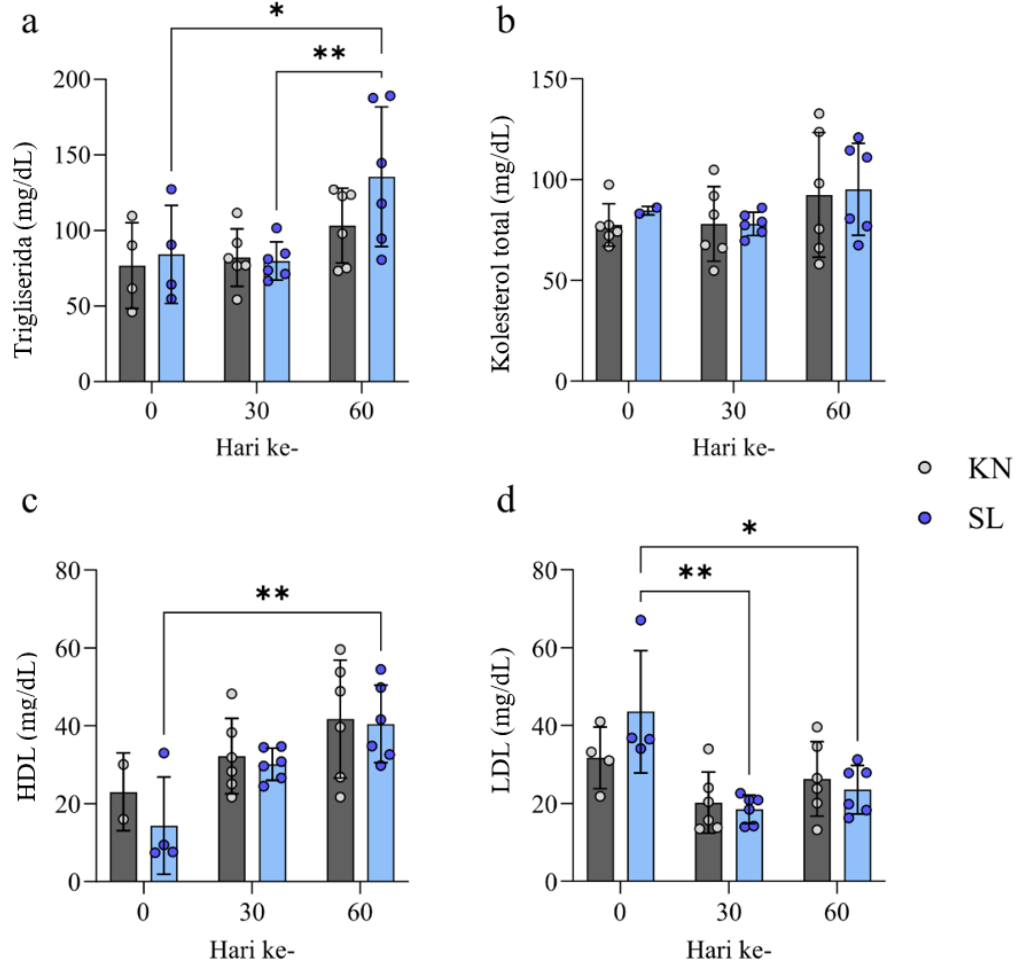 a
*
**
200
150
100
50
0
Trigliserida (mg/dL)
0 30 60
Hari ke-
b
150
100
50
0
Kolesterol total (mg/dL)
0 30 60
Hari ke-
KN
SL
c
**
80
60
40
20
0
HDL (mg/dL)
0 30 60
Hari ke-
d
*
**
80
60
40
20
0
LDL (mg/dL)
0 30 60
Hari ke-